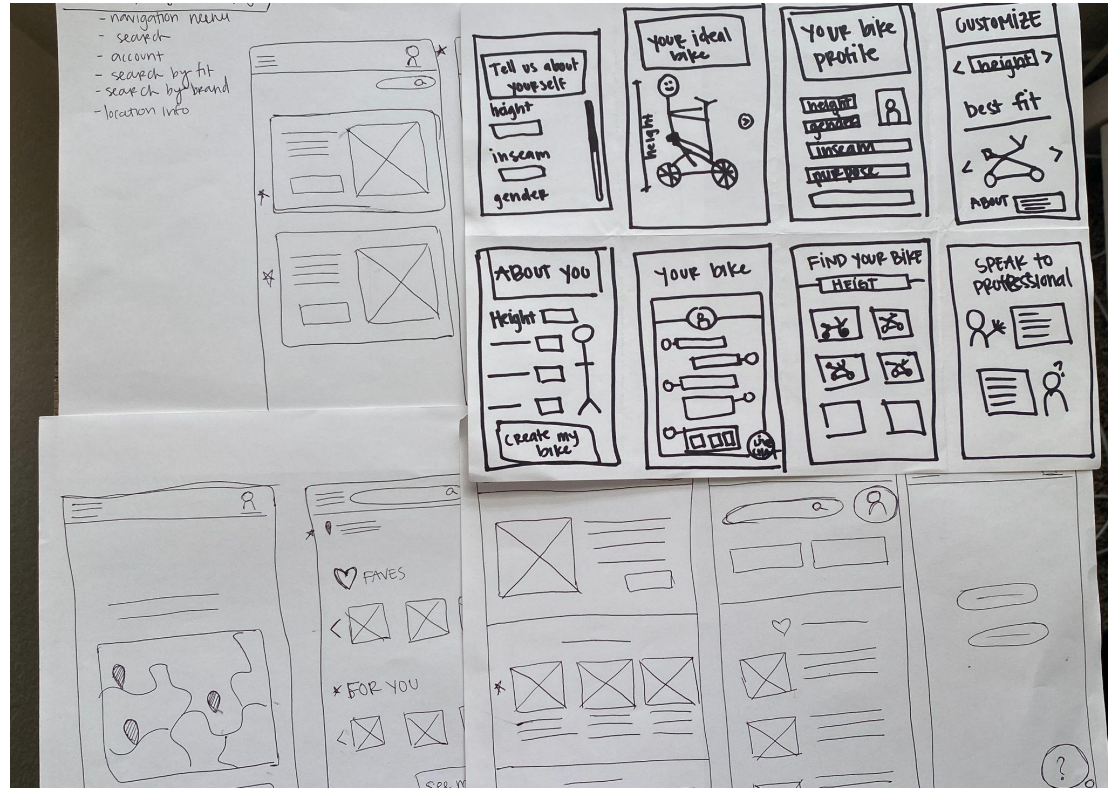 - navigation menu
- search
- account
- search by fit
- search by brand
- location info
Tell us about
yourself
height
inseam
gender
your ideal
bike
height
your bike
profile
height
gender
inseam
purpose
CUSTOMIZE
< height >
best fit
< >
ABOUT
ABOUT YOU
Height
create my
bike
your bike
live
FIND YOUR BIKE
HEIGT
SPEAK TO
PROFESSIONAL
?
FAVES
<
FOR YOU
<
see m
?